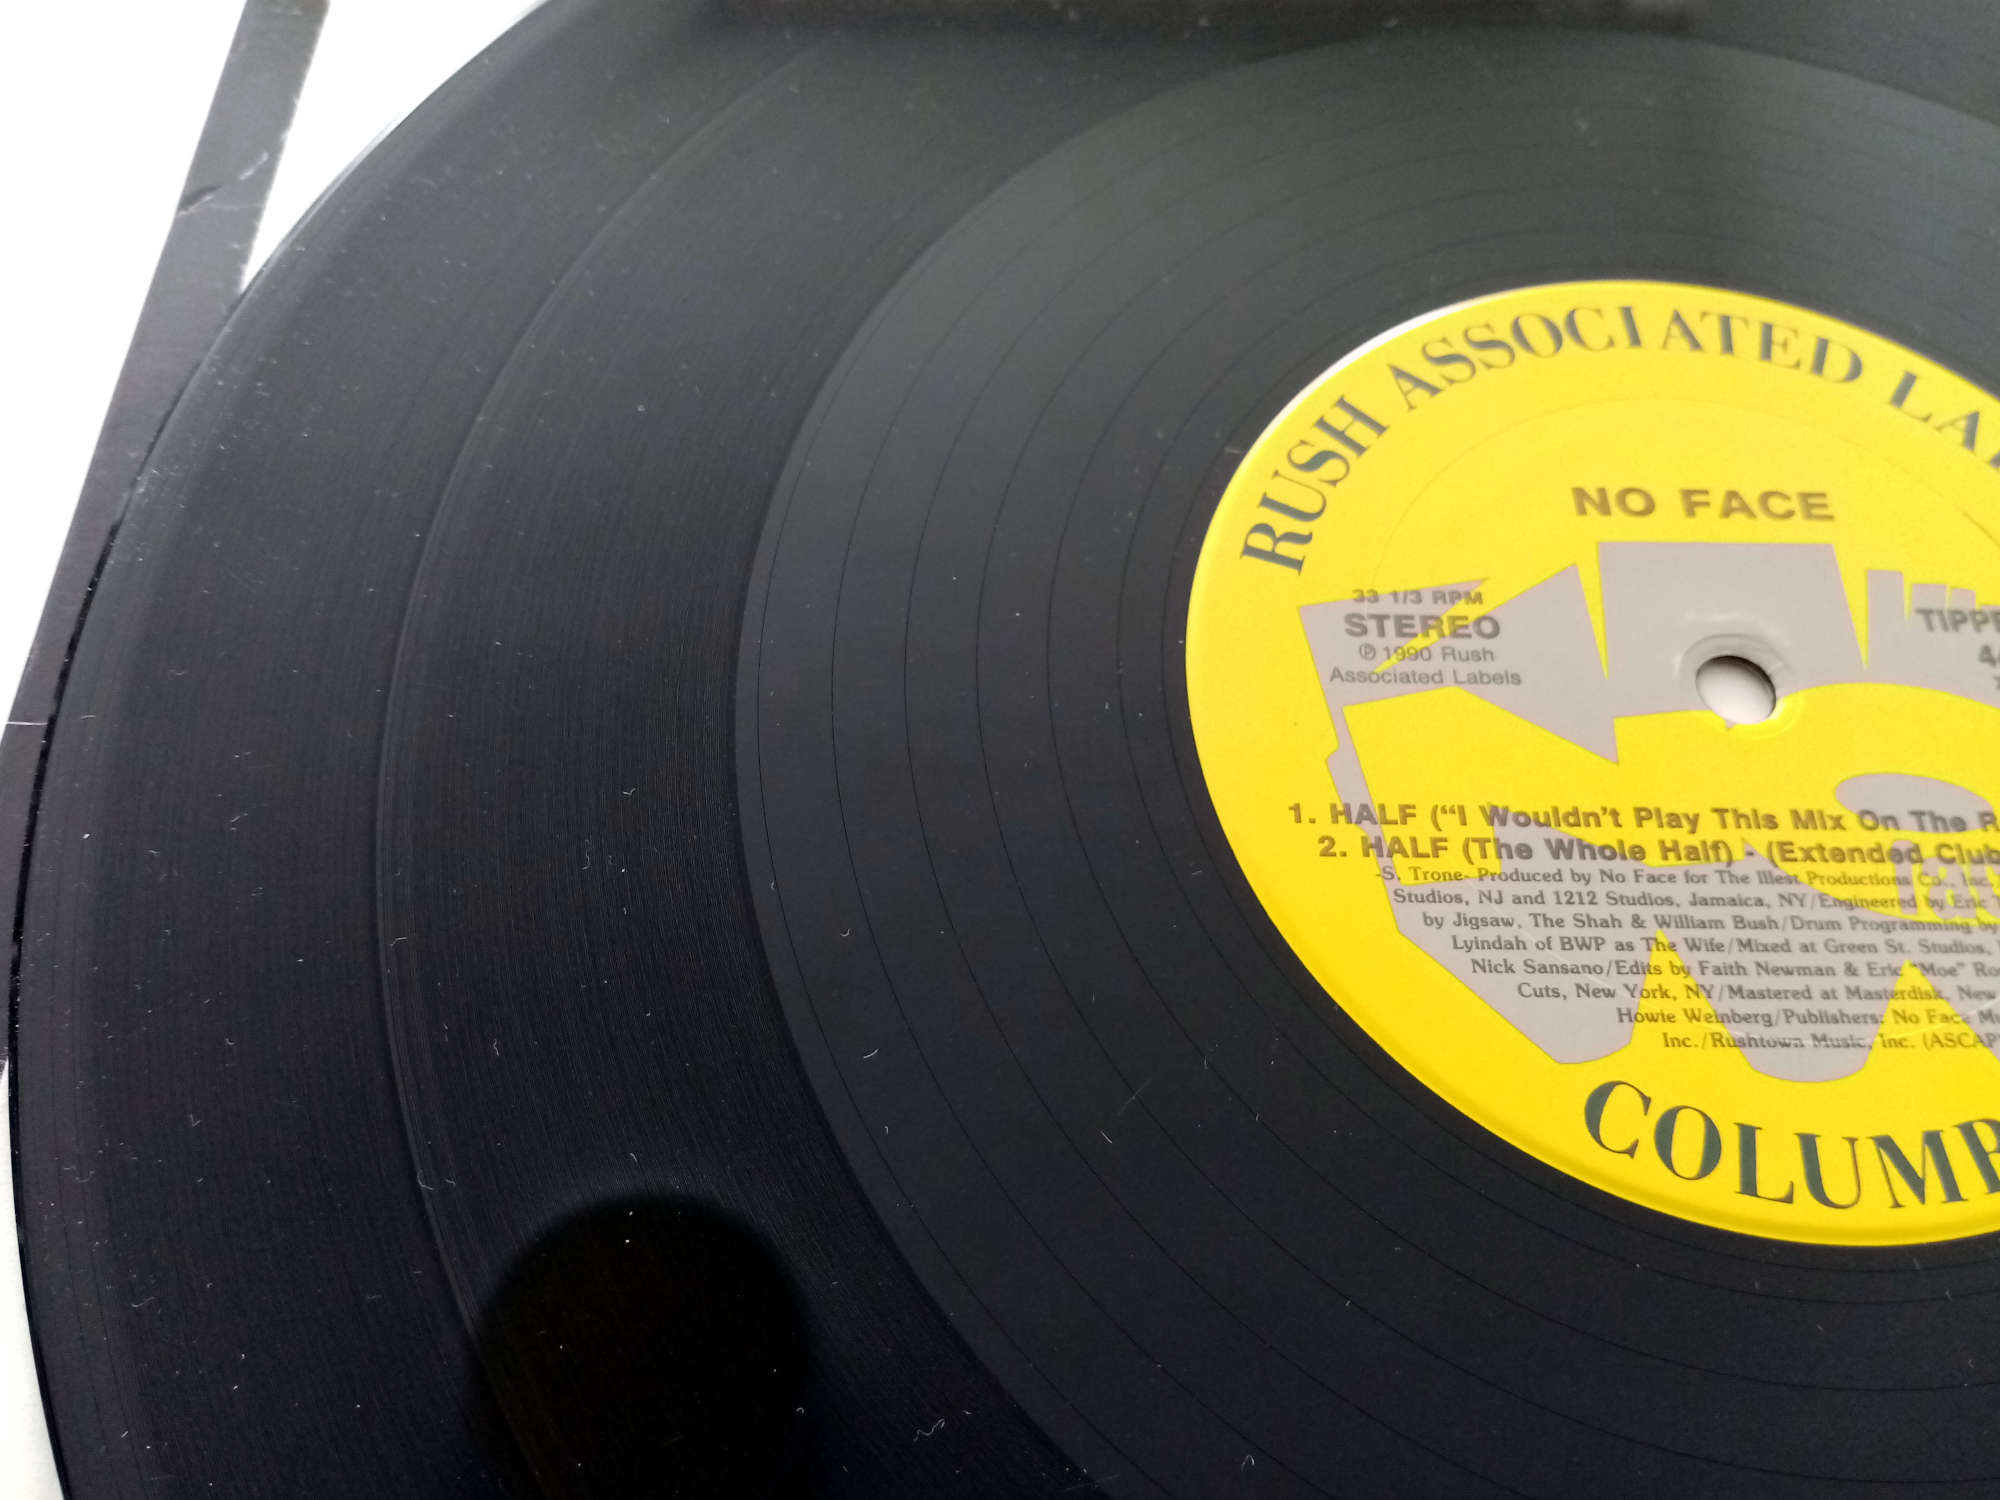 RUSH ASSOCIATED
NO FACE
33 1/3 RPM
STEREO
℗ 1990 Rush
Associated Labels
1. HALF ("I Wouldn't Play This Mix On The
2. HALF (The Whole Half) - (Extended Club
-S. Trone- Produced by No Face for The Illest Productions Co., Inc.
Studios, NJ and 1212 Studios, Jamaica, NY/Engineered by Eric
by Jigsaw, The Shah & William Bush/Drum Programming by
Lyindah of BWP as The Wife/Mixed at Green St. Studios,
Nick Sansano/Edits by Faith Newman & Eric "Moe"
Cuts, New York, NY/Mastered at Masterdisk, New
Howie Weinberg/Publishers: No Face
Inc./Rushtown Music, Inc. (ASCAP